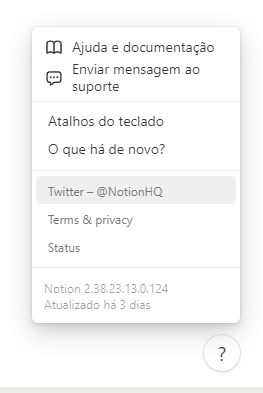 Ajuda e documentação
Enviar mensagem ao
suporte
Atalhos do teclado
O que há de novo?
Twitter – @NotionHQ
Terms & privacy
Status
Notion 2.38.23.13.0.124
Atualizado há 3 dias
?